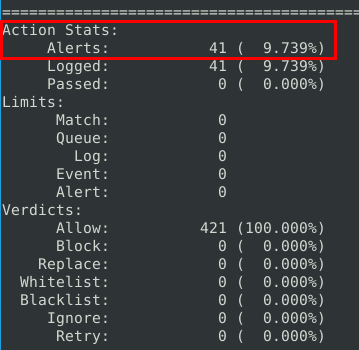 ===========================================
Action Stats:
Alerts: 41 ( 9.739%)
Logged: 41 ( 9.739%)
Passed: 0 ( 0.000%)
Limits:
Match: 0
Queue: 0
Log: 0
Event: 0
Alert: 0
Verdicts:
Allow: 421 (100.000%)
Block: 0 ( 0.000%)
Replace: 0 ( 0.000%)
Whitelist: 0 ( 0.000%)
Blacklist: 0 ( 0.000%)
Ignore: 0 ( 0.000%)
Retry: 0 ( 0.000%)